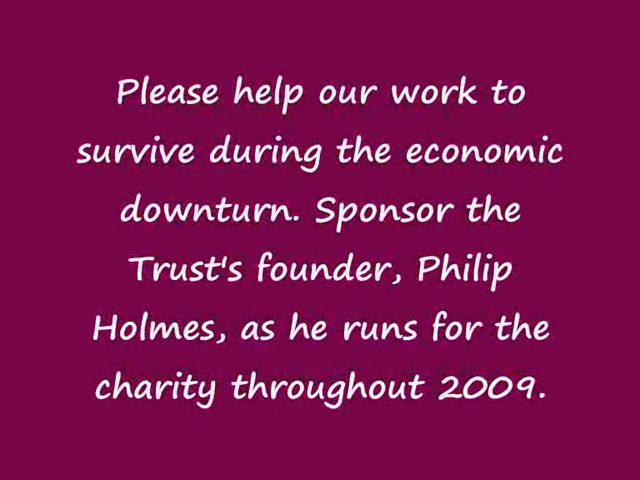 Please help our work to
survive during the economic
downturn. Sponsor the
Trust's founder, Philip
Holmes, as he runs for the
charity throughout 2009.